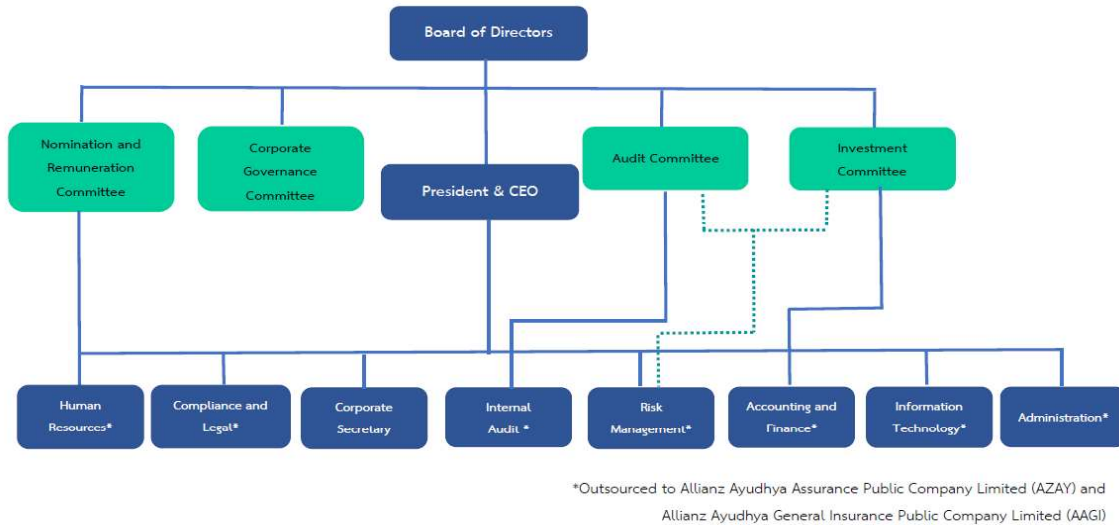 Board of Directors
Nomination and
Remuneration
Committee
Corporate
Governance
Committee
President & CEO
Audit Committee
Investment
Committee
Human
Resources*
Compliance and
Legal*
Corporate
Secretary
Internal
Audit *
Risk
Management*
Accounting and
Finance*
Information
Technology*
Administration*
*Outsourced to Allianz Ayudhya Assurance Public Company Limited (AZAY) and
Allianz Ayudhya General Insurance Public Company Limited (AAGI)